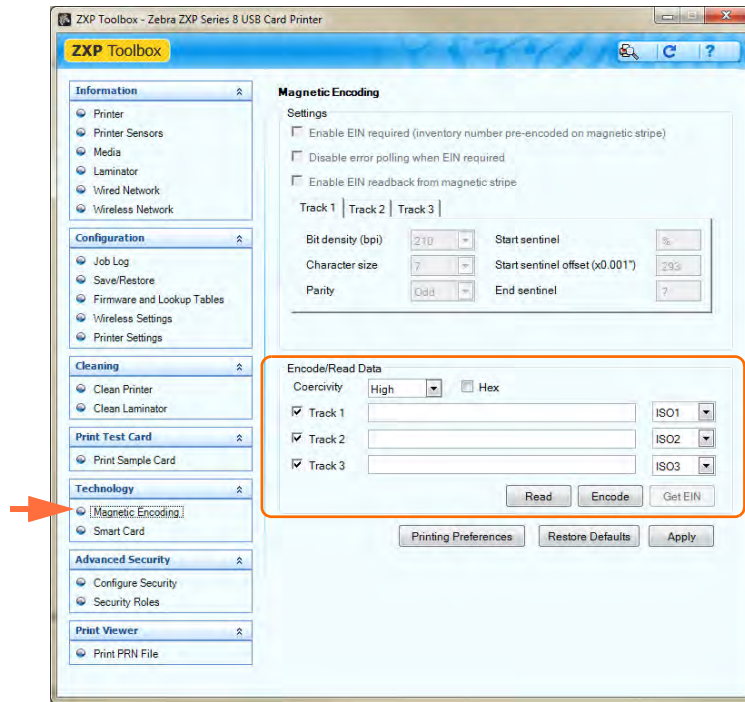 ZXP Toolbox - Zebra ZXP Series 8 USB Card Printer
ZXP Toolbox
?
Information
Printer
Printer Sensors
Media
Laminator
Wired Network
Wireless Network
Configuration
Job Log
Save/Restore
Firmware and Lookup Tables
Wireless Settings
Printer Settings
Cleaning
Clean Printer
Clean Laminator
Print Test Card
Print Sample Card
Technology
Magnetic Encoding
Smart Card
Advanced Security
Configure Security
Security Roles
Print Viewer
Print PRN File
Magnetic Encoding
Settings
Enable EIN required (inventory number pre-encoded on magnetic stripe)
Disable error polling when EIN required
Enable EIN readback from magnetic stripe
Track 1 Track 2 Track 3
Bit density (bpi) 210 Start sentinel %
Character size 7 Start sentinel offset (x0.001") 293
Parity Odd End sentinel ?
Encode/Read Data
Coercivity High Hex
Track 1 ISO1
Track 2 ISO2
Track 3 ISO3
Read Encode Get EIN
Printing Preferences Restore Defaults Apply